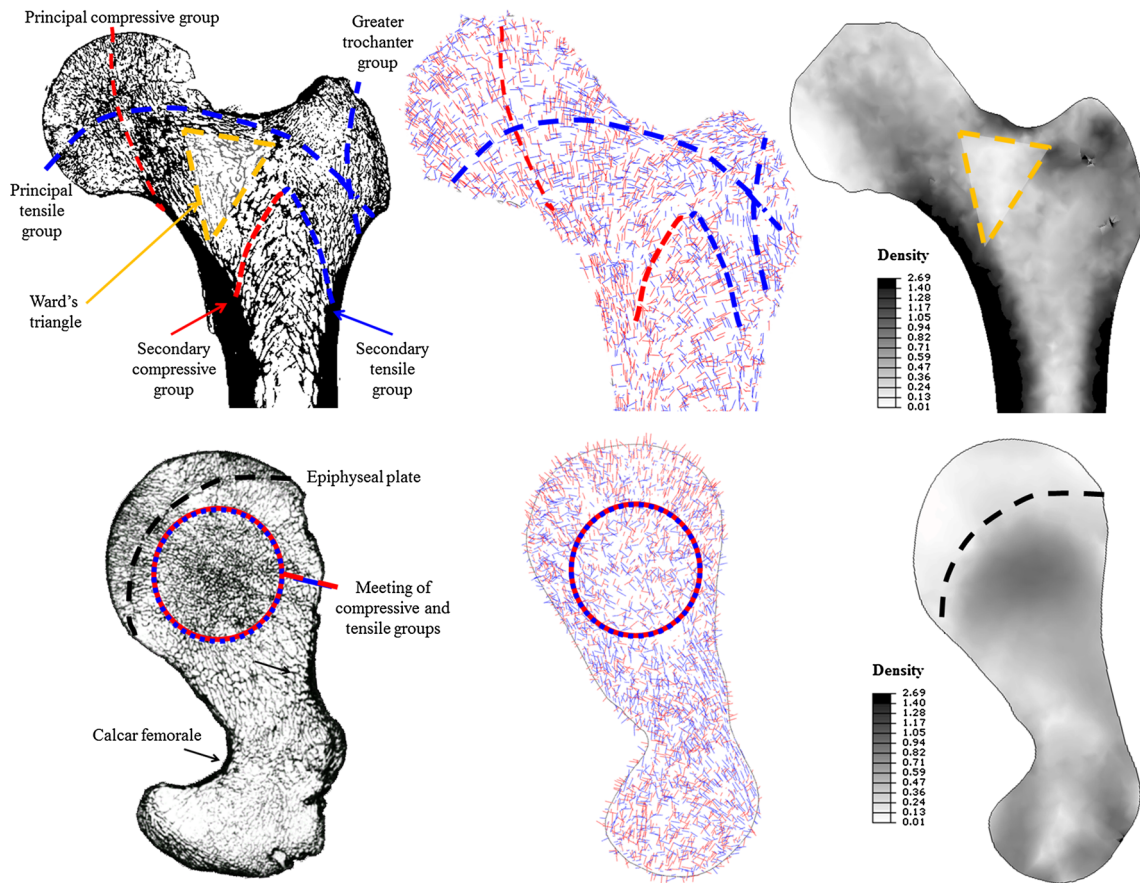 Principal compressive group
Greater
trochanter
group
Principal
tensile
group
Ward's
triangle
Secondary
compressive
group
Secondary
tensile
group
Density
2.69
1.40
1.28
1.17
1.05
0.94
0.82
0.71
0.59
0.47
0.36
0.24
0.13
0.01
Epiphyseal plate
Meeting of
compressive and
tensile groups
Calcar femorale
Density
2.69
1.40
1.28
1.17
1.05
0.94
0.82
0.71
0.59
0.47
0.36
0.24
0.13
0.01